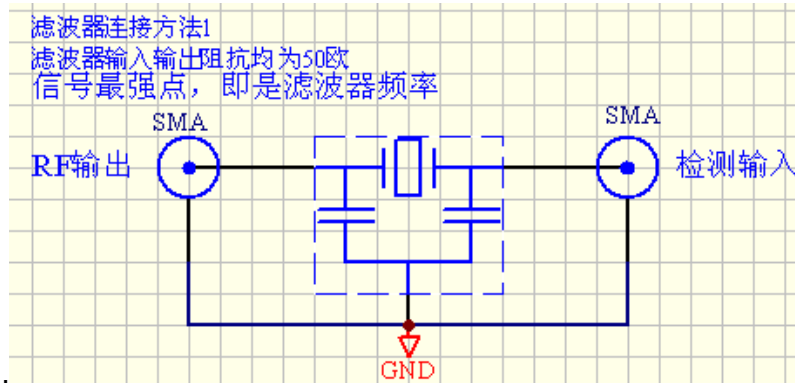 滤波器连接方法1
滤波器输入输出阻抗均为50欧
信号最强点，即是滤波器频率
SMA
SMA
RF输出
检测输入
GND